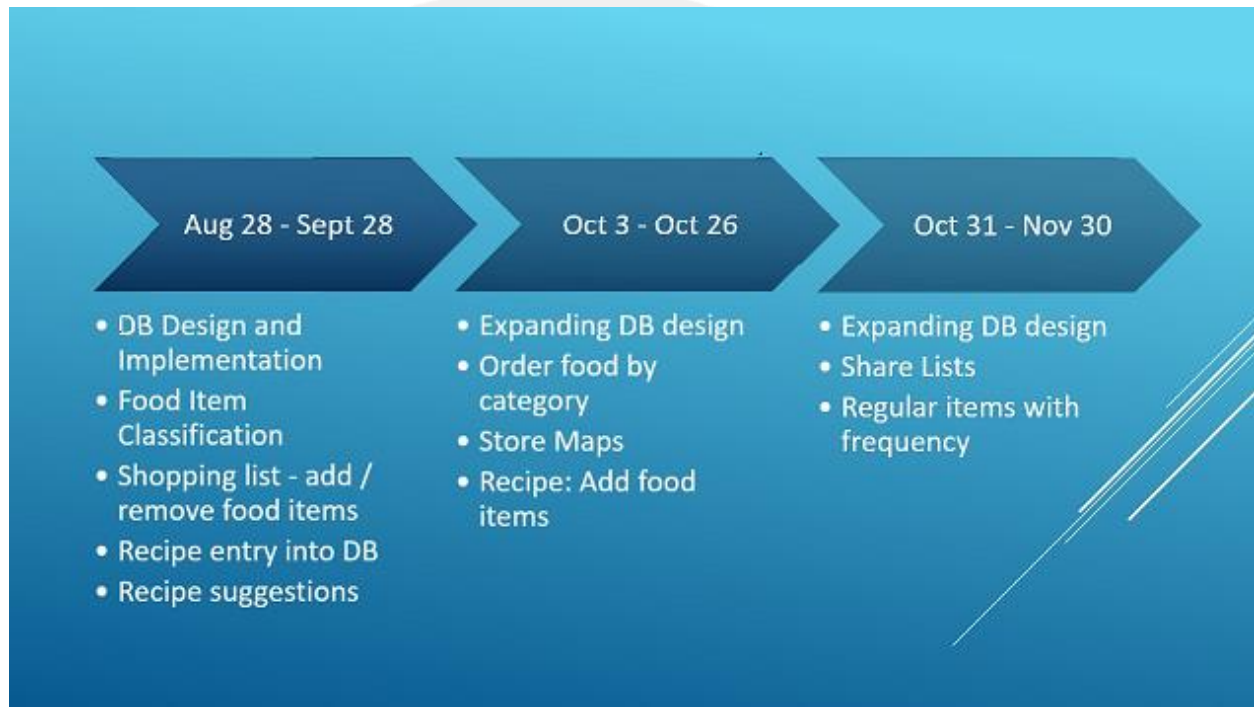 Aug 28 - Sept 28
• DB Design and
Implementation
• Food Item
Classification
• Shopping list - add /
remove food items
• Recipe entry into DB
• Recipe suggestions
Oct 3 - Oct 26
• Expanding DB design
• Order food by
category
• Store Maps
• Recipe: Add food
items
Oct 31 - Nov 30
• Expanding DB design
• Share Lists
• Regular items with
frequency